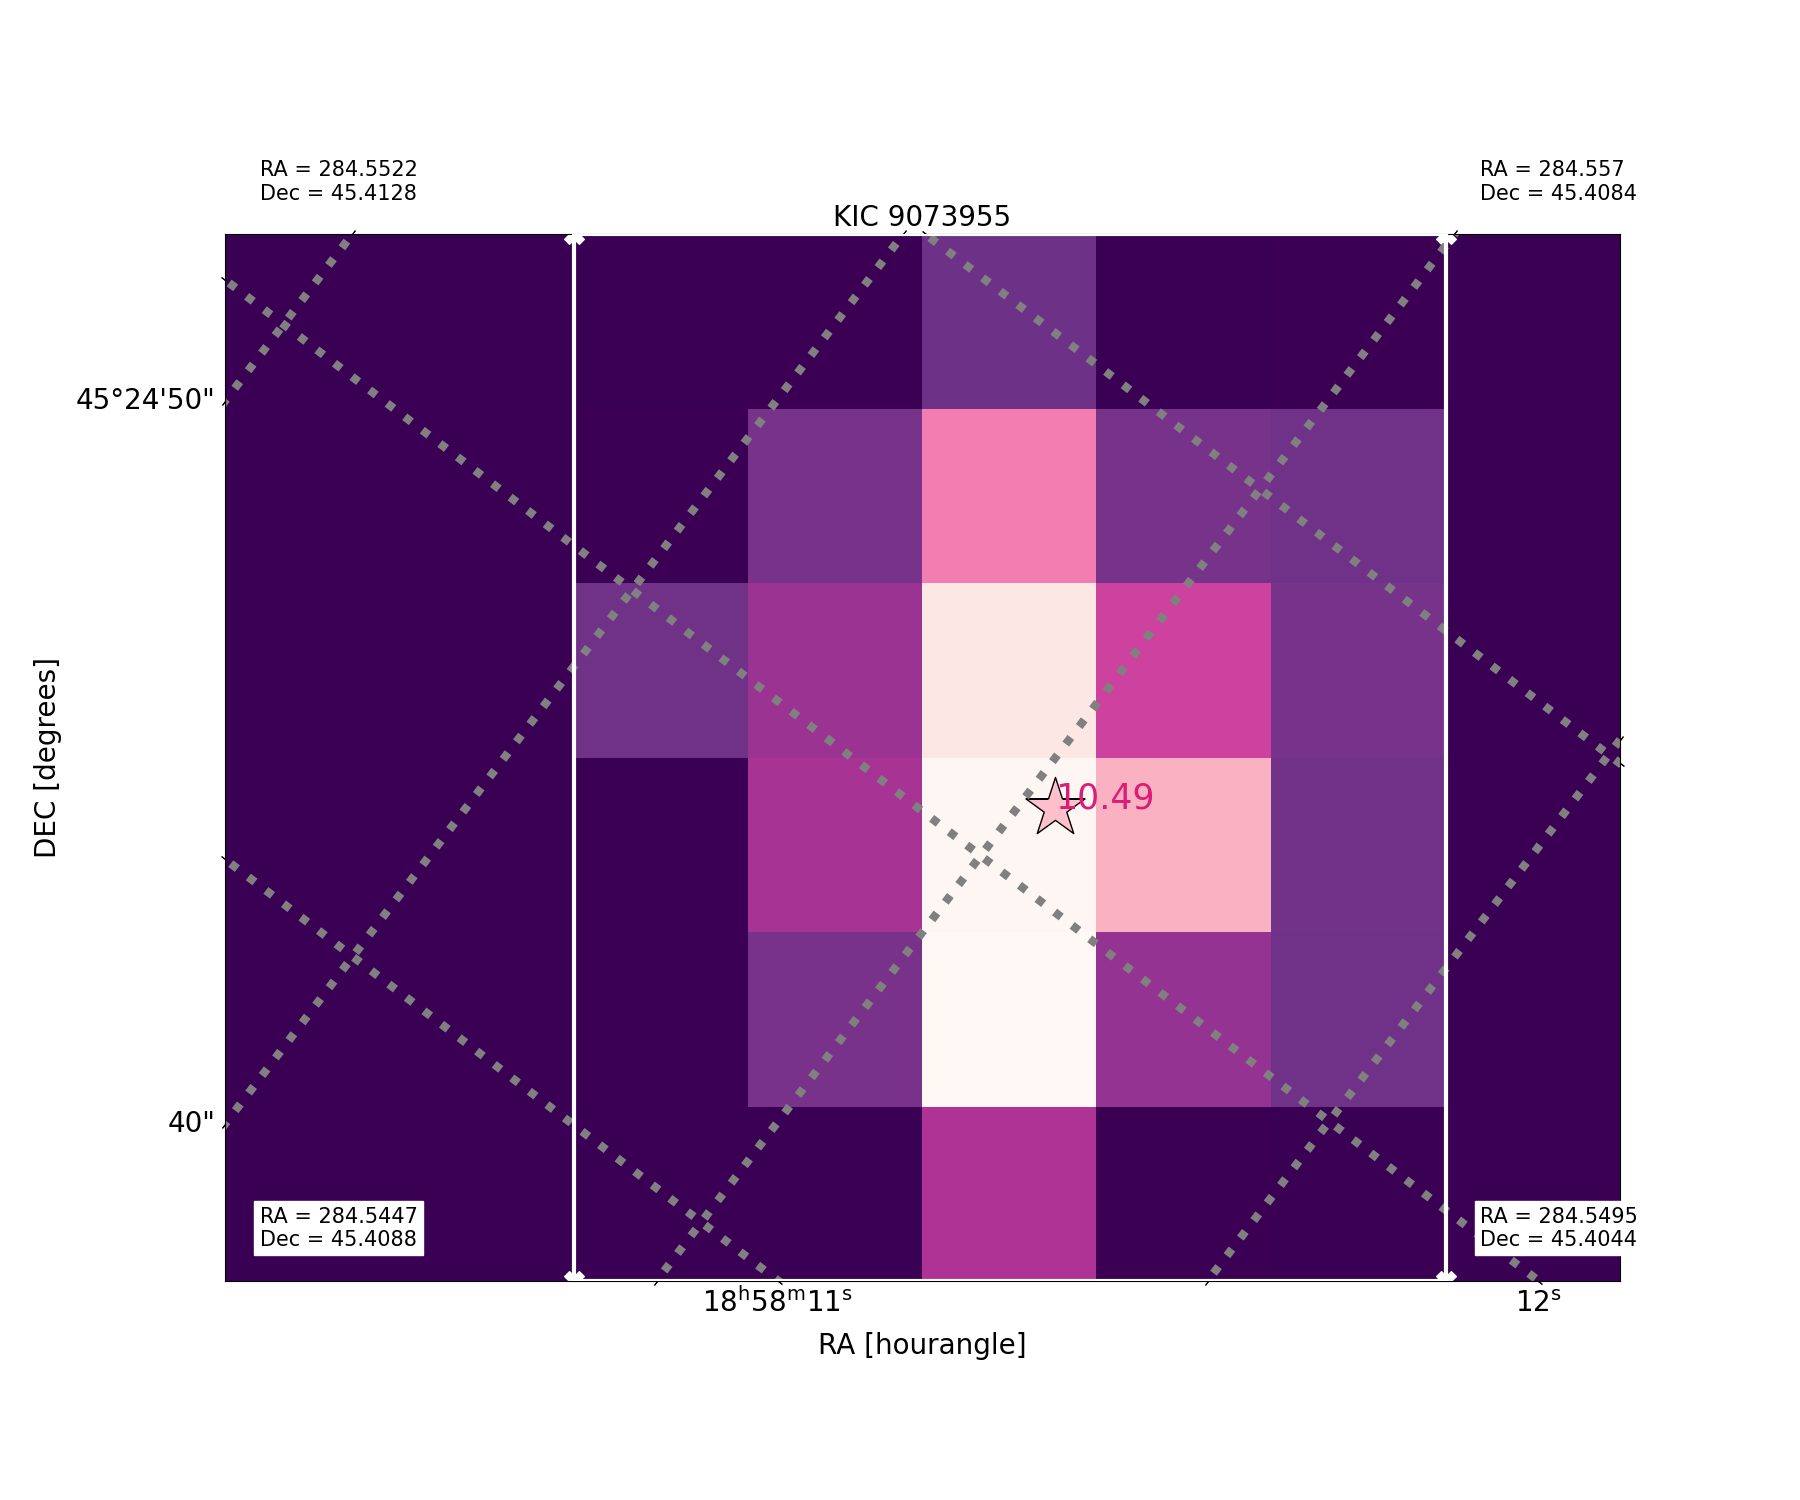 RA = 284.5522
Dec = 45.4128
RA = 284.557
Dec = 45.4084
KIC 9073955
45°24'50"
10.49
DEC [degrees]
40"
RA = 284.5447
Dec = 45.4088
RA = 284.5495
Dec = 45.4044
18ʰ58ᵐ11ˢ
12ˢ
RA [hourangle]